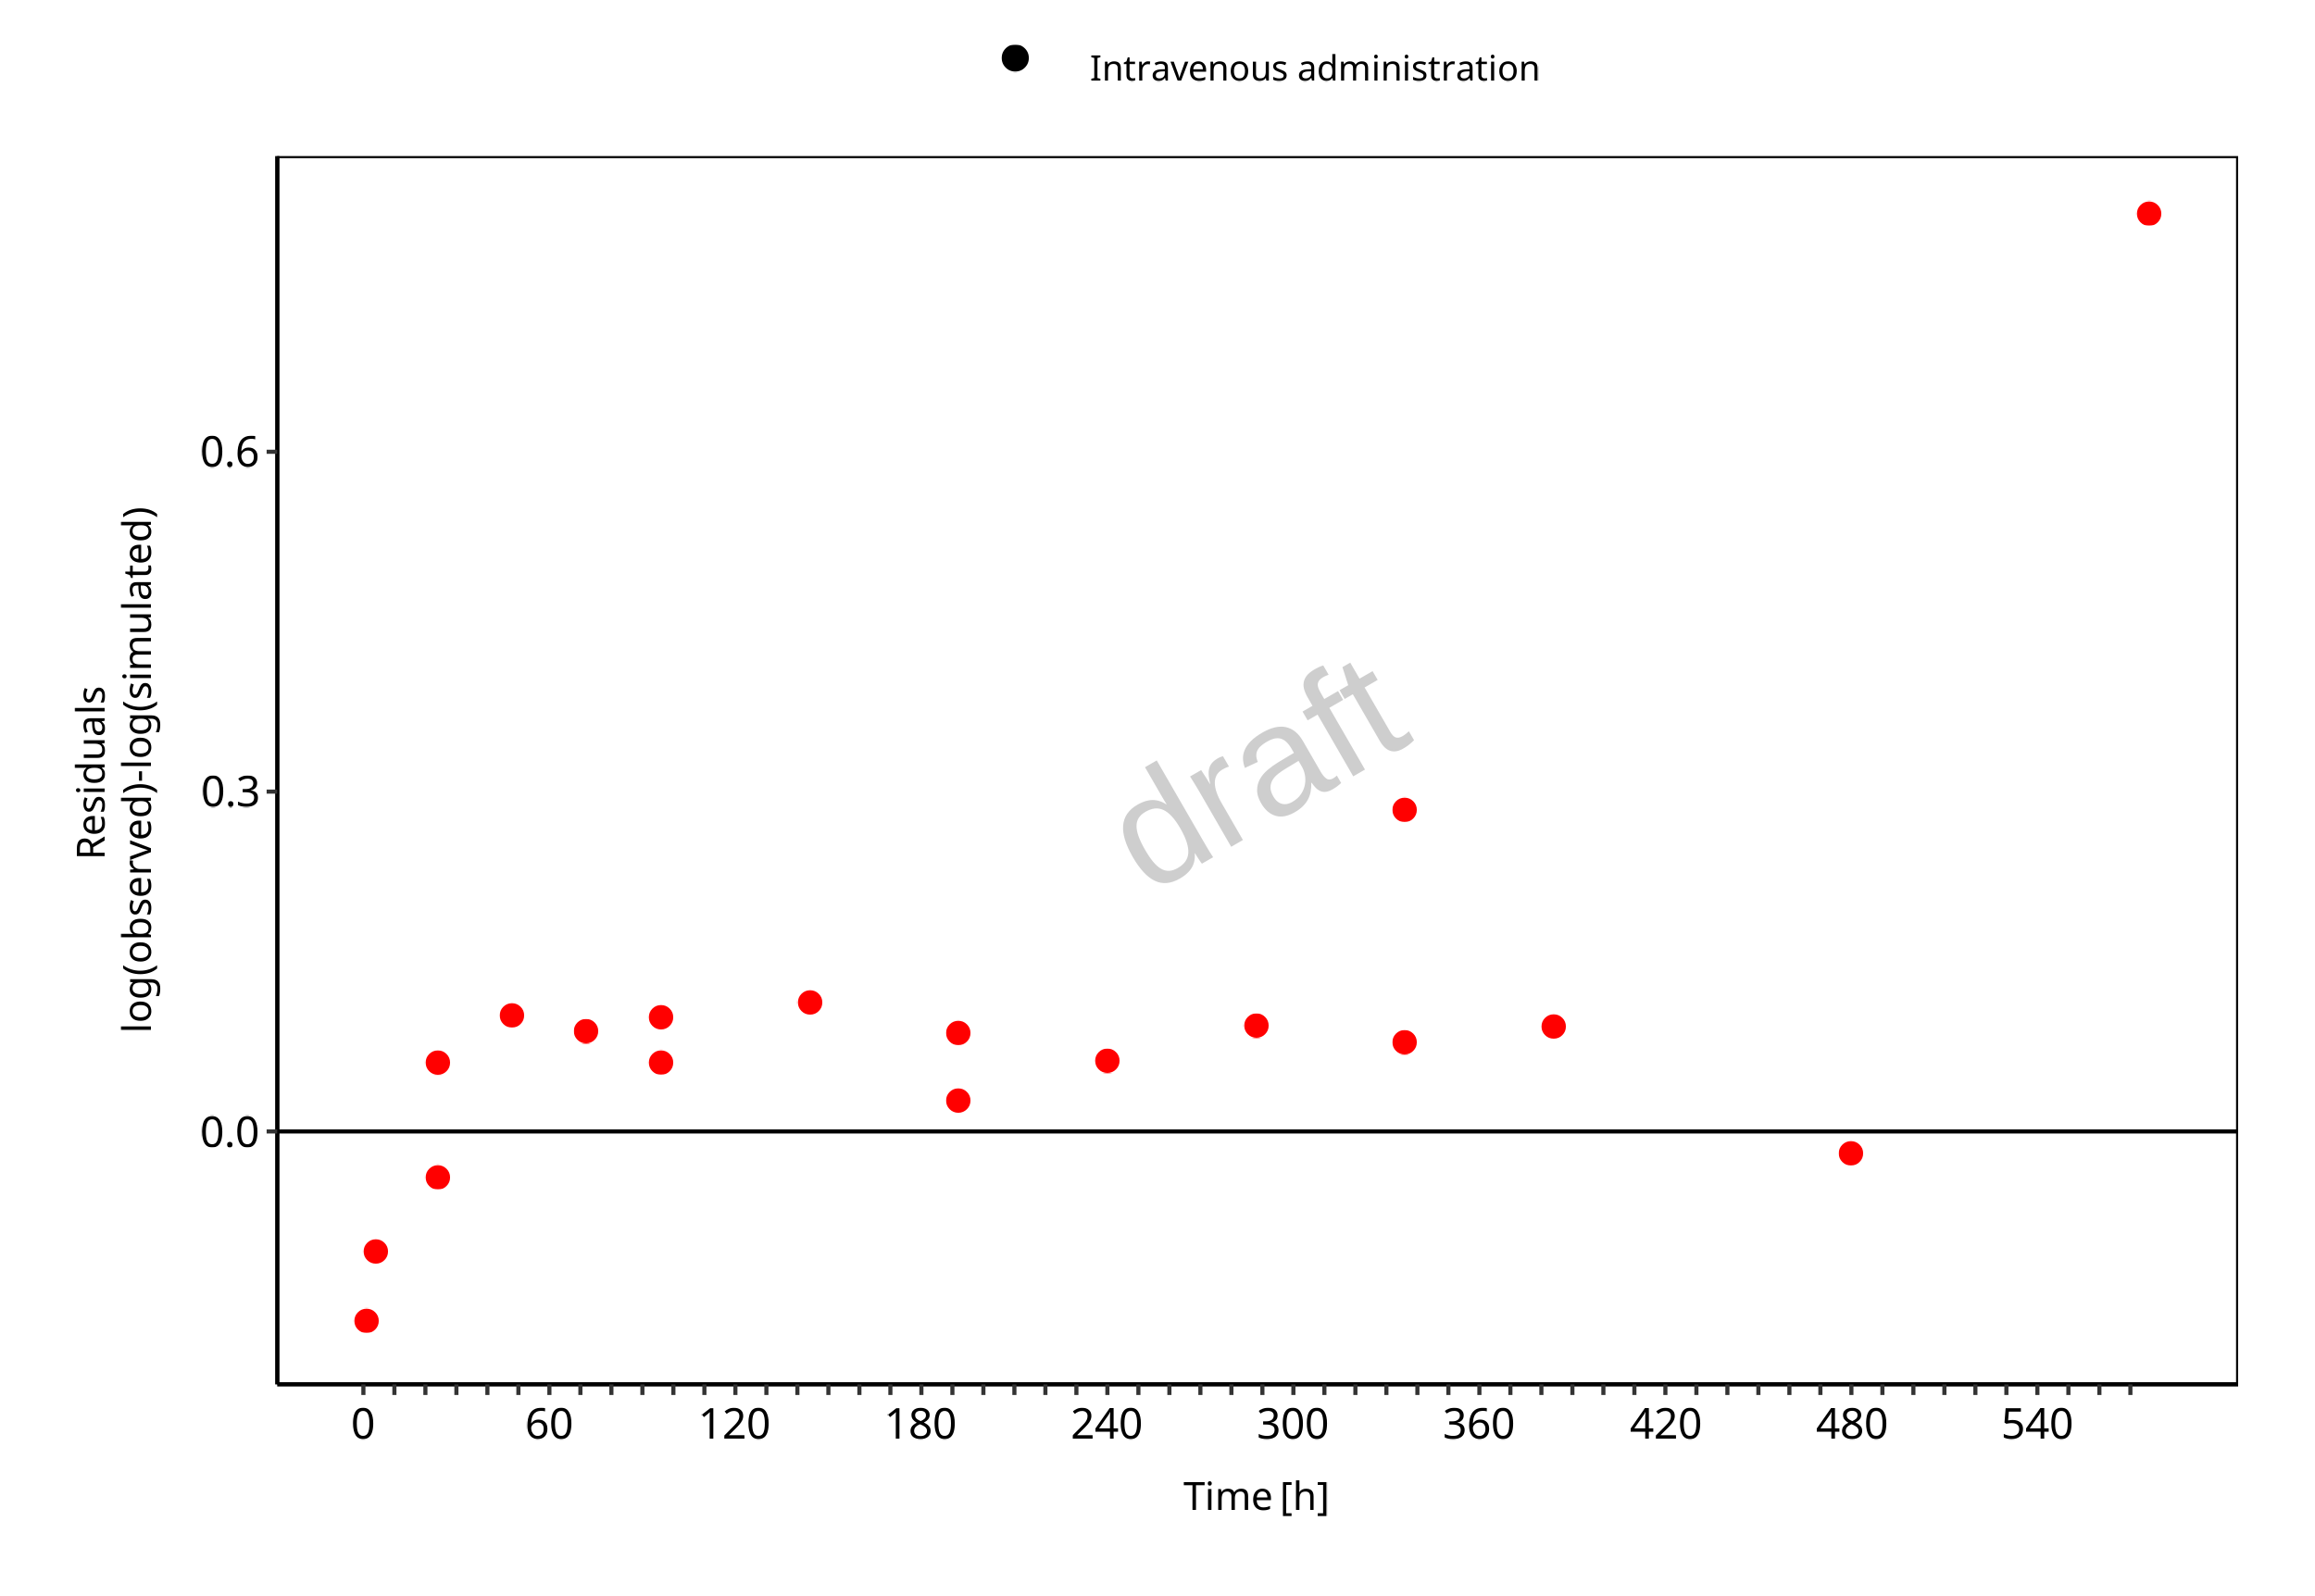 Intravenous administration
Residuals
log(observed)-log(simulated)
0.6
0.3
0.0
draft
0 60 120 180 240 300 360 420 480 540
Time [h]